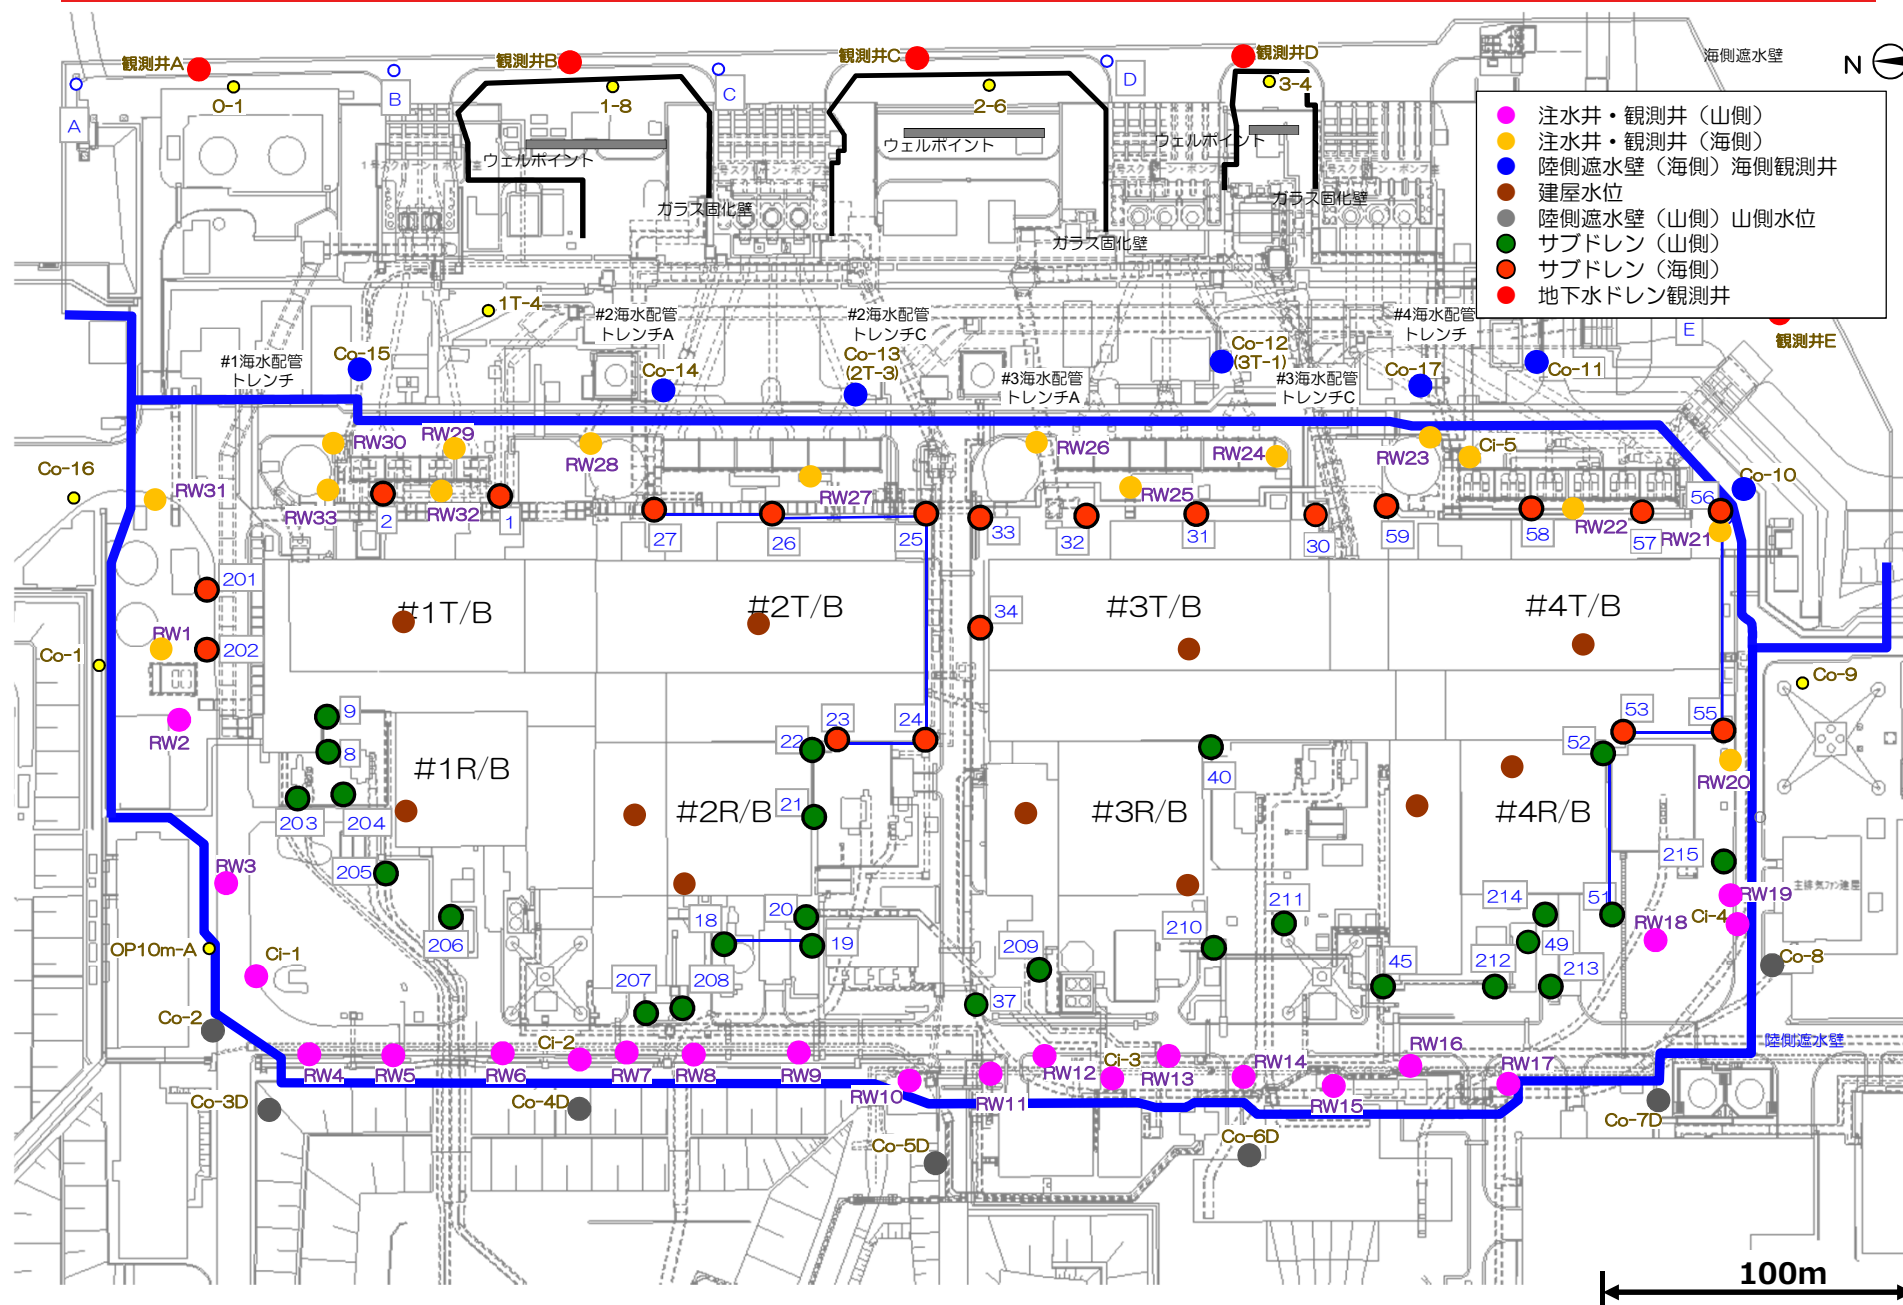 観測井A
観測井B
観測井C
観測井D
海側遮水壁
N
0-1
B
1-8
C
2-6
D
3-4
A
注水井・観測井（山側）
注水井・観測井（海側）
陸側遮水壁（海側）海側観測井
建屋水位
陸側遮水壁（山側）山側水位
サブドレン（山側）
サブドレン（海側）
地下水ドレン観測井
ウェルポイント
ウェルポイント
ウェルポイント
ガラス固化壁
ガラス固化壁
ガラス固化壁
1T-4
#2海水配管
トレンチA
#2海水配管
トレンチC
#4海水配管
トレンチ
E
観測井E
#1海水配管
トレンチ
Co-15
Co-14
Co-13
(2T-3)
#3海水配管
トレンチA
Co-12
(3T-1)
#3海水配管
トレンチC
Co-17
Co-11
RW30
RW29
RW28
RW26
RW24
RW23
Ci-5
Co-16
RW31
RW33
2
RW32
1
27
26
RW27
25
33
32
RW25
31
30
59
58
RW22
57
RW21
56
Co-10
201
#1T/B
#2T/B
34
#3T/B
#4T/B
Co-1
RW1
202
Co-9
RW2
9
8
#1R/B
22
23
24
40
52
53
55
RW20
203
204
#2R/B
21
#3R/B
#4R/B
215
RW3
205
主排気ファン建屋
206
18
20
19
209
210
211
214
51
49
RW18
RW19
Ci-4
OP10m-A
Ci-1
207
208
37
45
212
213
Co-8
Co-2
陸側遮水壁
RW4
RW5
RW6
Ci-2
RW7
RW8
RW9
RW10
RW11
RW12
Ci-3
RW13
RW14
RW15
RW16
RW17
Co-3D
Co-4D
Co-5D
Co-6D
Co-7D
100m